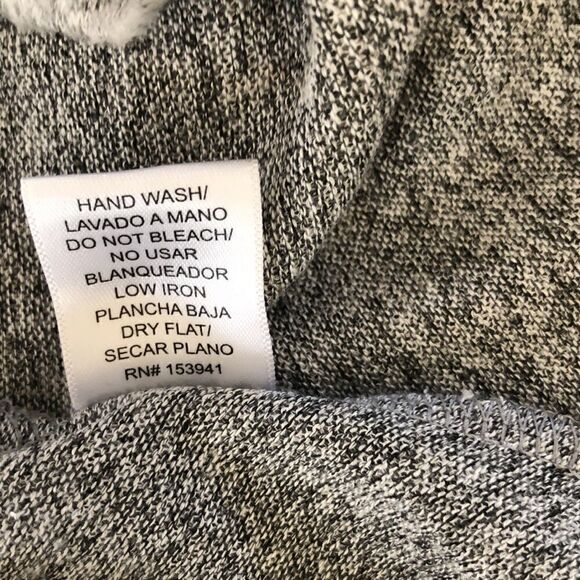 HAND WASH/
LAVADO A MANO
DO NOT BLEACH/
NO USAR
BLANQUEADOR
LOW IRON
PLANCHA BAJA
DRY FLAT/
SECAR PLANO
RN# 153941